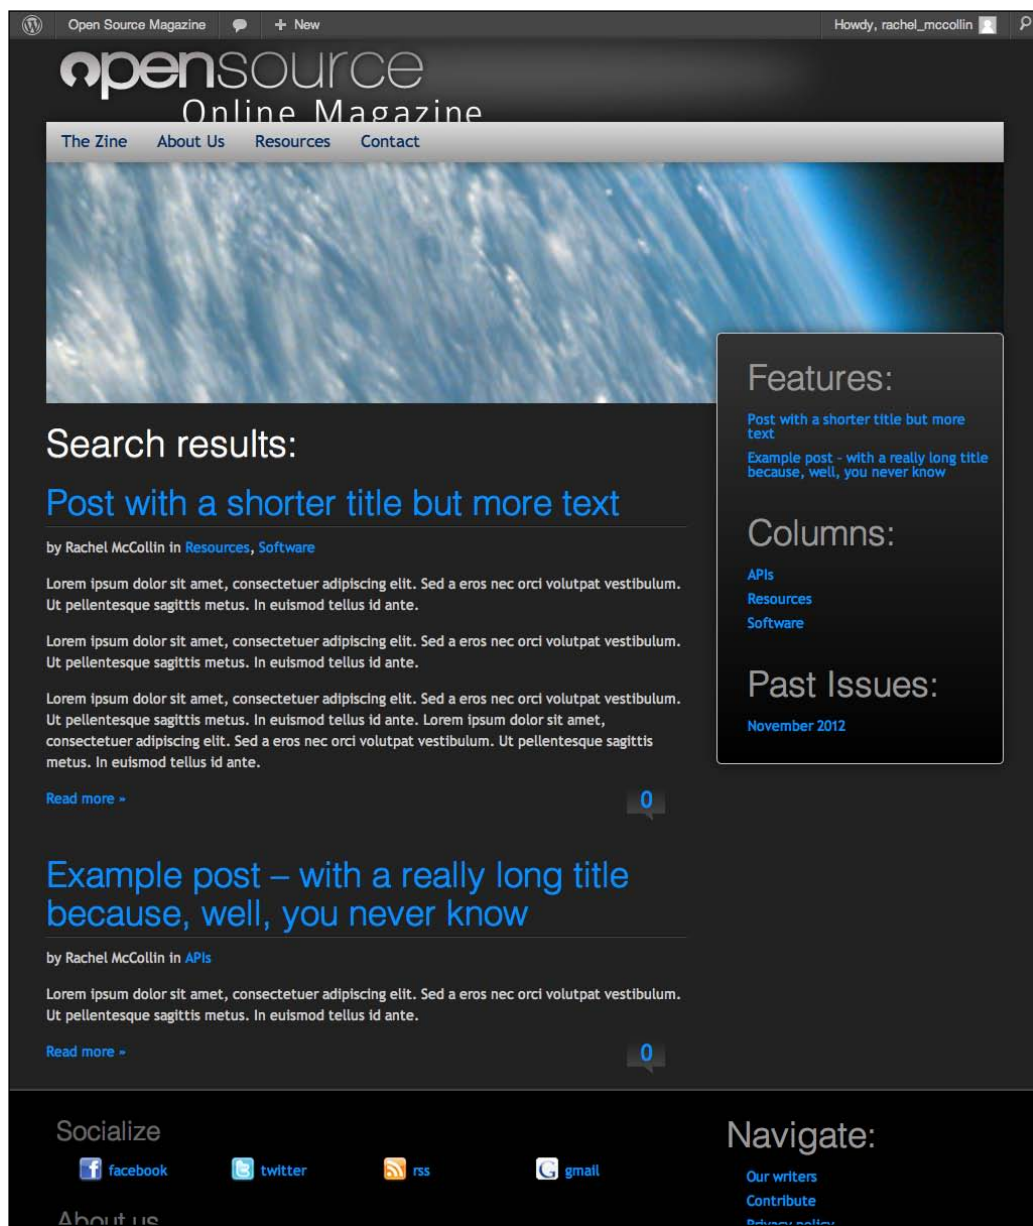 Open Source Magazine + New Howdy, rachel_mccollin
opensource
Online Magazine
The Zine About Us Resources Contact
Search results:
Post with a shorter title but more text
by Rachel McCollin in Resources, Software
Lorem ipsum dolor sit amet, consectetuer adipiscing elit. Sed a eros nec orci volutpat vestibulum.
Ut pellentesque sagittis metus. In euismod tellus id ante.
Lorem ipsum dolor sit amet, consectetuer adipiscing elit. Sed a eros nec orci volutpat vestibulum.
Ut pellentesque sagittis metus. In euismod tellus id ante.
Lorem ipsum dolor sit amet, consectetuer adipiscing elit. Sed a eros nec orci volutpat vestibulum.
Ut pellentesque sagittis metus. In euismod tellus id ante. Lorem ipsum dolor sit amet,
consectetuer adipiscing elit. Sed a eros nec orci volutpat vestibulum. Ut pellentesque sagittis
metus. In euismod tellus id ante.
Read more » 0
Example post – with a really long title
because, well, you never know
by Rachel McCollin in APIs
Lorem ipsum dolor sit amet, consectetuer adipiscing elit. Sed a eros nec orci volutpat vestibulum.
Ut pellentesque sagittis metus. In euismod tellus id ante.
Read more » 0
Features:
Post with a shorter title but more
text
Example post – with a really long title
because, well, you never know
Columns:
APIs
Resources
Software
Past Issues:
November 2012
Socialize
facebook twitter rss gmail
About us
Navigate:
Our writers
Contribute
Privacy policy